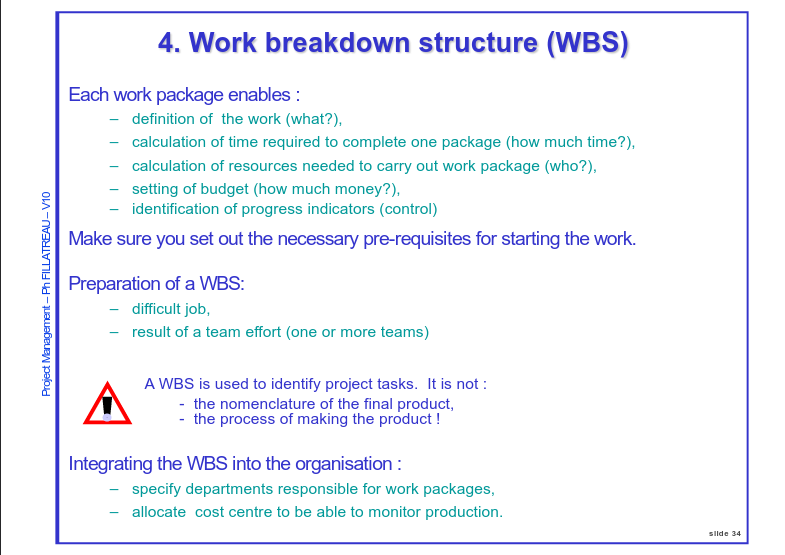 4. Work breakdown structure (WBS)
Each work package enables :
– definition of  the work (what?),
– calculation of time required to complete one package (how much time?),
– calculation of resources needed to carry out work package (who?),
– setting of budget (how much money?),
– identification of progress indicators (control)
Make sure you set out the necessary pre-requisites for starting the work.
Preparation of a WBS:
– difficult job,
– result of a team effort (one or more teams)
A WBS is used to identify project tasks.  It is not :
- the nomenclature of the final product,
- the process of making the product !
Integrating the WBS into the organisation :
– specify departments responsible for work packages,
– allocate  cost centre to be able to monitor production.
slide 34
Project Management – Ph FILLATREAU – V10